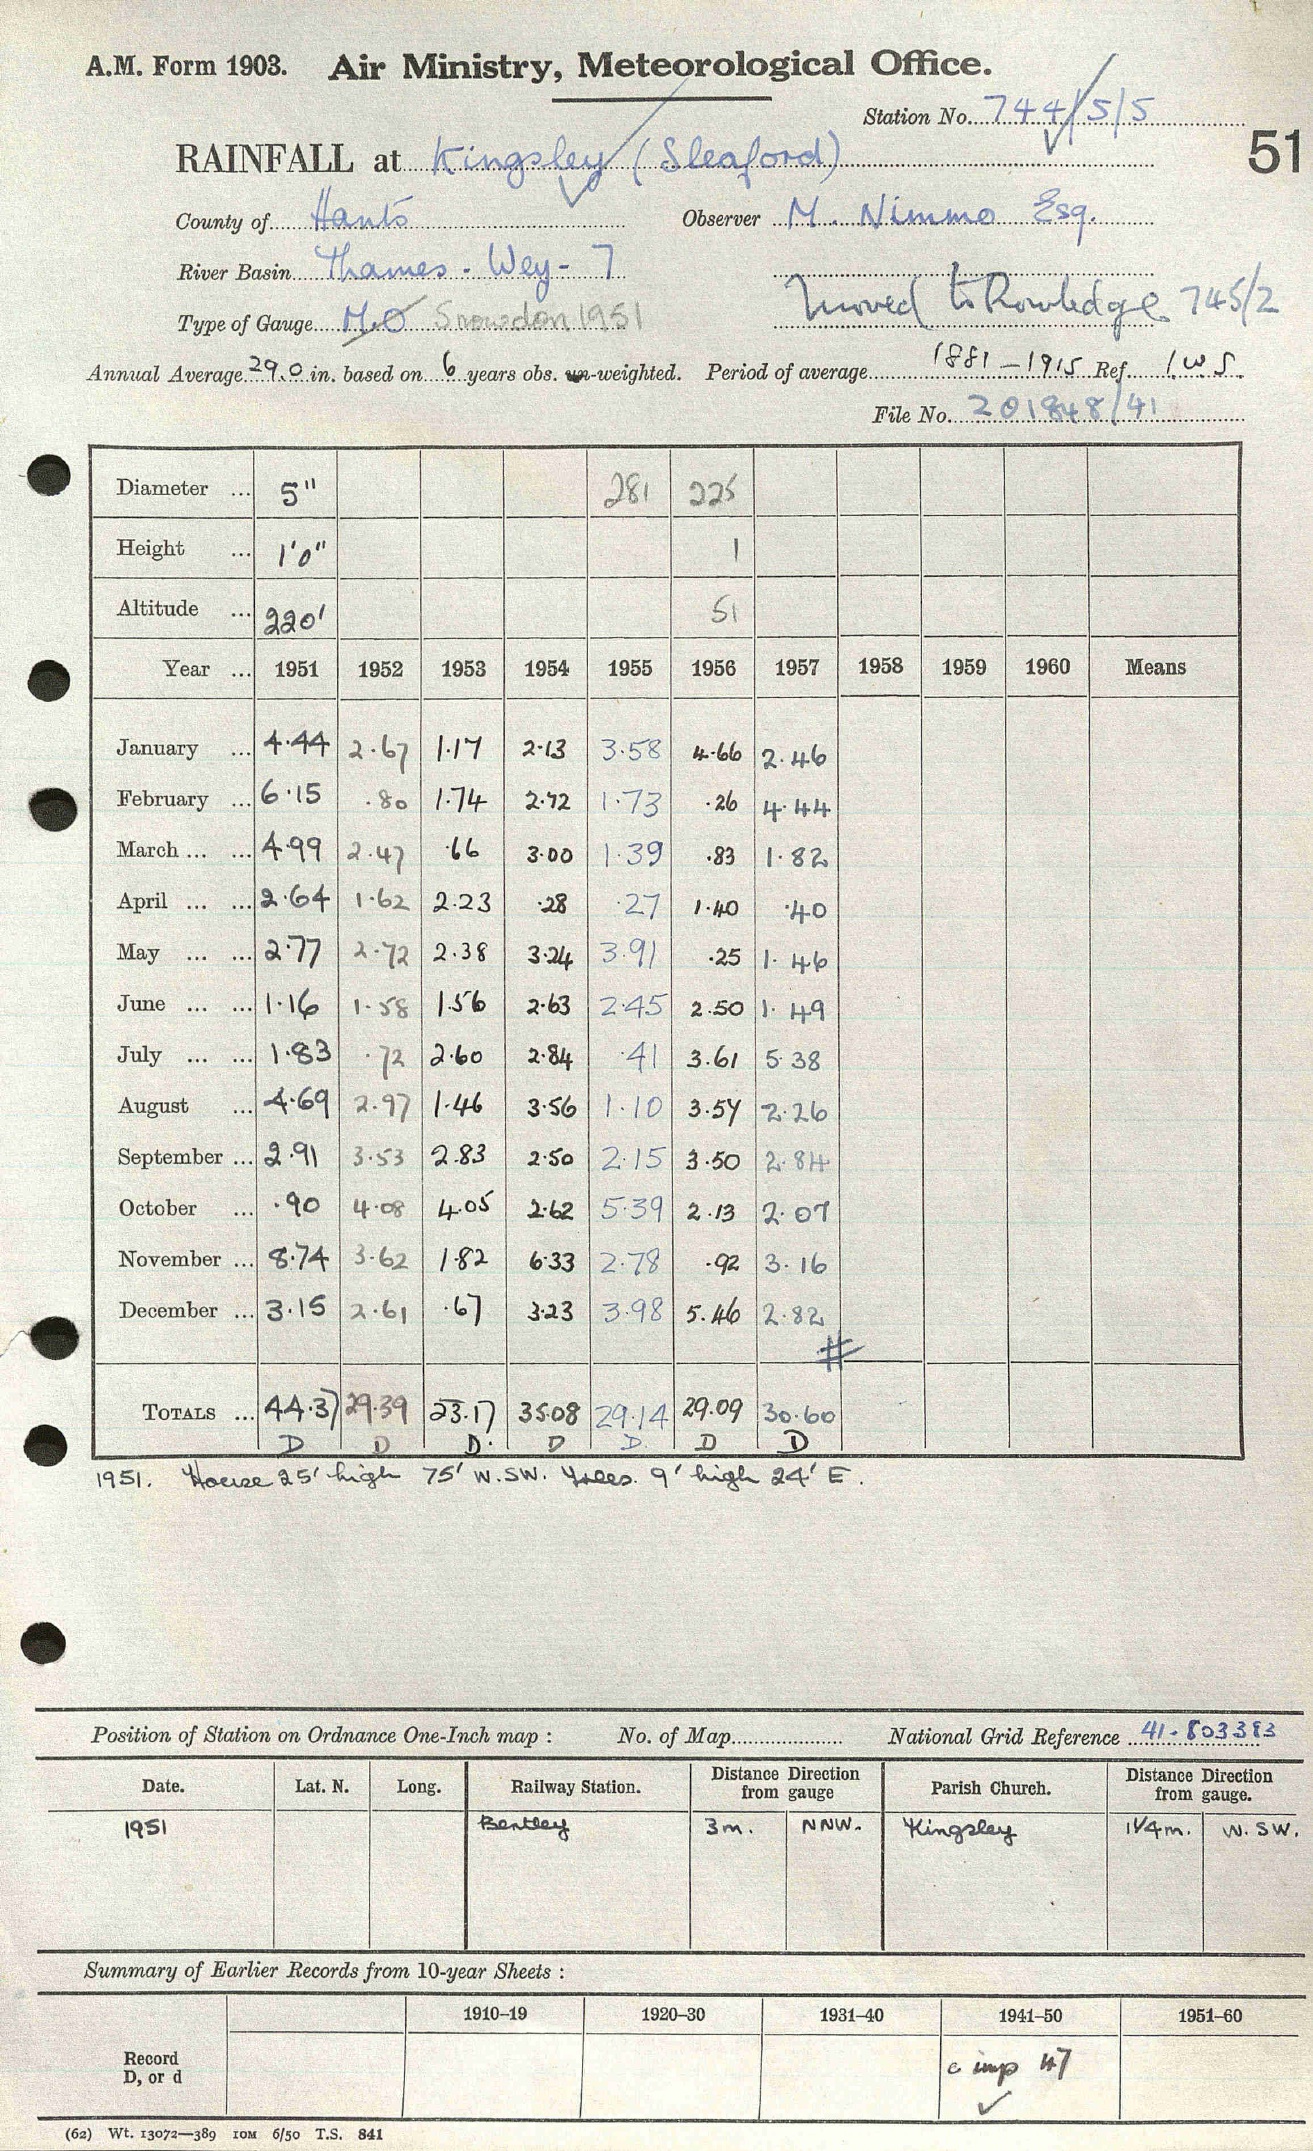 A.M. Form 1903. Air Ministry, Meteorological Office.
Station No. 744/5/5
51
RAINFALL at Kingsley (Sleaford)
County of Hants Observer M. Nimmo Esq.
River Basin Thames - Wey - 7
Moved to Rowledge 745/2
Type of Gauge M.O Snowdon 1951
Annual Average 29.0 in. based on 6 years obs. un-weighted. Period of average 1881-1915 Ref. I W S.
File No. 201848/41
Diameter ... 5" 281 225
Height ... 1'0" 1
Altitude ... 220' 51
Year ... 1951 1952 1953 1954 1955 1956 1957 1958 1959 1960 Means
January ... 4.44 2.67 1.17 2.13 3.58 4.66 2.46
February ... 6.15 .80 1.74 2.72 1.73 .26 4.44
March ... ... 4.99 2.47 .66 3.00 1.39 .83 1.82
April ... ... 2.64 1.62 2.23 .28 .27 1.40 .40
May ... ... 2.77 2.72 2.38 3.24 3.91 .25 1.46
June ... ... 1.16 1.58 1.56 2.63 2.45 2.50 1.49
July ... ... 1.83 .72 2.60 2.84 .41 3.61 5.38
August ... 4.69 2.97 1.46 3.56 1.10 3.57 2.26
September ... 2.91 3.53 2.83 2.50 2.15 3.50 2.84
October ... .90 4.08 4.05 2.62 5.39 2.13 2.07
November ... 8.74 3.62 1.82 6.33 2.78 .92 3.16
December ... 3.15 2.61 .67 3.23 3.98 5.46 2.82
#
TOTALS ... 44.37 29.39 23.17 35.08 29.14 29.09 30.60
D D D. D D. D D
1951. House 25' high 75' W.SW. Trees. 9' high 24' E.
Position of Station on Ordnance One-Inch map : No. of Map National Grid Reference 41-803383
Date. Lat. N. Long. Railway Station. Distance from Direction gauge Parish Church. Distance from Direction gauge.
1951 Bentley 3m. NNW. Kingsley 1 1/4 m. W. SW.
Summary of Earlier Records from 10-year Sheets :
1910–19 1920–30 1931–40 1941–50 1951–60
Record
D, or d
c imp 47
(62) Wt. 13072—389 10M 6/50 T.S. 841